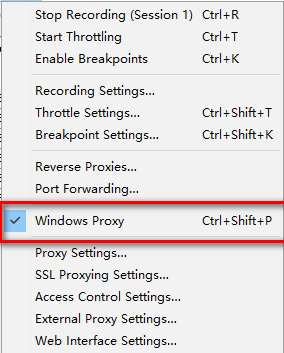 Stop Recording (Session 1) Ctrl+R
Start Throttling Ctrl+T
Enable Breakpoints Ctrl+K
Recording Settings...
Throttle Settings... Ctrl+Shift+T
Breakpoint Settings... Ctrl+Shift+K
Reverse Proxies...
Port Forwarding...
Windows Proxy Ctrl+Shift+P
Proxy Settings...
SSL Proxying Settings...
Access Control Settings...
External Proxy Settings...
Web Interface Settings...